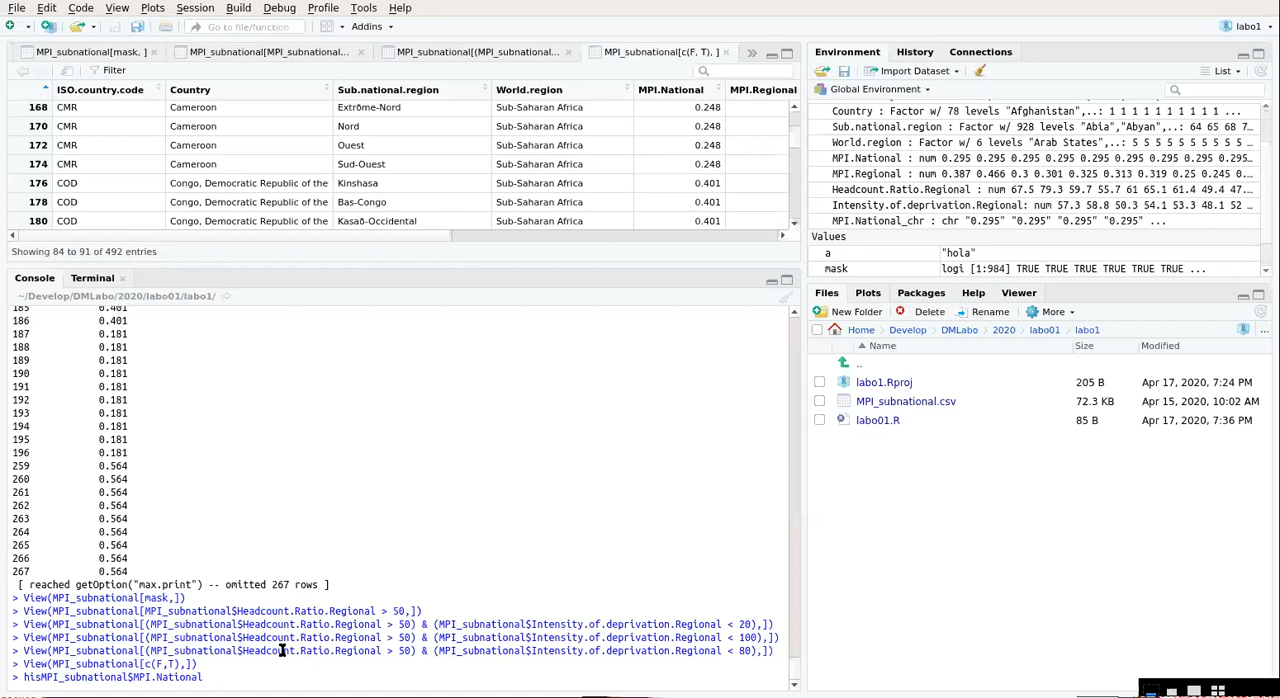 File Edit Code View Plots Session Build Debug Profile Tools Help
Go to file/function Addins labo1
MPI_subnational[mask, ] MPI_subnational[MPI_subnational... MPI_subnational[(MPI_subnational... MPI_subnational[c(F, T), ]
Filter
ISO.country.code Country Sub.national.region World.region MPI.National MPI.Regional
168 CMR Cameroon Extrôme-Nord Sub-Saharan Africa 0.248
170 CMR Cameroon Nord Sub-Saharan Africa 0.248
172 CMR Cameroon Ouest Sub-Saharan Africa 0.248
174 CMR Cameroon Sud-Ouest Sub-Saharan Africa 0.248
176 COD Congo, Democratic Republic of the Kinshasa Sub-Saharan Africa 0.401
178 COD Congo, Democratic Republic of the Bas-Congo Sub-Saharan Africa 0.401
180 COD Congo, Democratic Republic of the Kasað-Occidental Sub-Saharan Africa 0.401
Showing 84 to 91 of 492 entries
Console Terminal
~/Develop/DMLabo/2020/labo01/labo1/
185 0.401
186 0.401
187 0.181
188 0.181
189 0.181
190 0.181
191 0.181
192 0.181
193 0.181
194 0.181
195 0.181
196 0.181
259 0.564
260 0.564
261 0.564
262 0.564
263 0.564
264 0.564
265 0.564
266 0.564
267 0.564
[ reached getOption("max.print") -- omitted 267 rows ]
> View(MPI_subnational[mask,])
> View(MPI_subnational[MPI_subnational$Headcount.Ratio.Regional > 50,])
> View(MPI_subnational[(MPI_subnational$Headcount.Ratio.Regional > 50) & (MPI_subnational$Intensity.of.deprivation.Regional < 20),])
> View(MPI_subnational[(MPI_subnational$Headcount.Ratio.Regional > 50) & (MPI_subnational$Intensity.of.deprivation.Regional < 100),])
> View(MPI_subnational[(MPI_subnational$Headcount.Ratio.Regional > 50) & (MPI_subnational$Intensity.of.deprivation.Regional < 80),])
> View(MPI_subnational[c(F,T),])
> hisMPI_subnational$MPI.National
Environment History Connections
Import Dataset List
Global Environment
Country : Factor w/ 78 levels "Afghanistan",..: 1 1 1 1 1 1 1 1 1 1 ...
Sub.national.region : Factor w/ 928 levels "Abia","Abyan",..: 64 65 68 7…
World.region : Factor w/ 6 levels "Arab States",..: 5 5 5 5 5 5 5 5 5 …
MPI.National : num 0.295 0.295 0.295 0.295 0.295 0.295 0.295 0.295 0.295…
MPI.Regional : num 0.387 0.466 0.3 0.301 0.325 0.313 0.319 0.25 0.245 0.…
Headcount.Ratio.Regional : num 67.5 79.3 59.7 55.7 61 65.1 61.4 49.4 47.…
Intensity.of.deprivation.Regional: num 57.3 58.8 50.3 54.1 53.3 48.1 52 …
MPI.National_chr : chr "0.295" "0.295" "0.295" "0.295" ...
Values
a "hola"
mask logi [1:984] TRUE TRUE TRUE TRUE TRUE TRUE ...
Files Plots Packages Help Viewer
New Folder Delete Rename More
Home Develop DMLabo 2020 labo01 labo1 ...
Name Size Modified
..
labo1.Rproj 205 B Apr 17, 2020, 7:24 PM
MPI_subnational.csv 72.3 KB Apr 15, 2020, 10:02 AM
labo01.R 85 B Apr 17, 2020, 7:36 PM